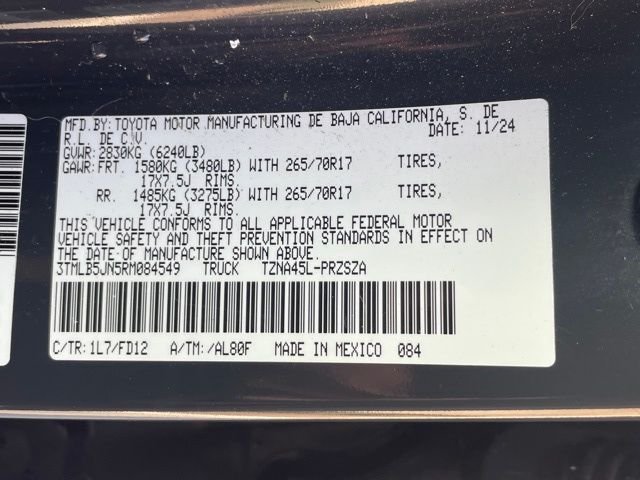 MFD.BY:TOYOTA MOTOR MANUFACTURING DE BAJA CALIFORNIA, S. DE
R.L. DE C.V. DATE: 11/24
GVWR:2830KG (6240LB)
GAWR:FRT. 1580KG (3480LB) WITH 265/70R17 TIRES,
17X7.5J RIMS.
RR. 1485KG (3275LB) WITH 265/70R17 TIRES,
17X7.5J RIMS.
THIS VEHICLE CONFORMS TO ALL APPLICABLE FEDERAL MOTOR
VEHICLE SAFETY AND THEFT PREVENTION STANDARDS IN EFFECT ON
THE DATE OF MANUFACTURE SHOWN ABOVE.
3TMLB5JN5RM084549 TRUCK TZNA45L-PRZSZA
C/TR:1L7/FD12 A/TM:/AL80F MADE IN MEXICO 084